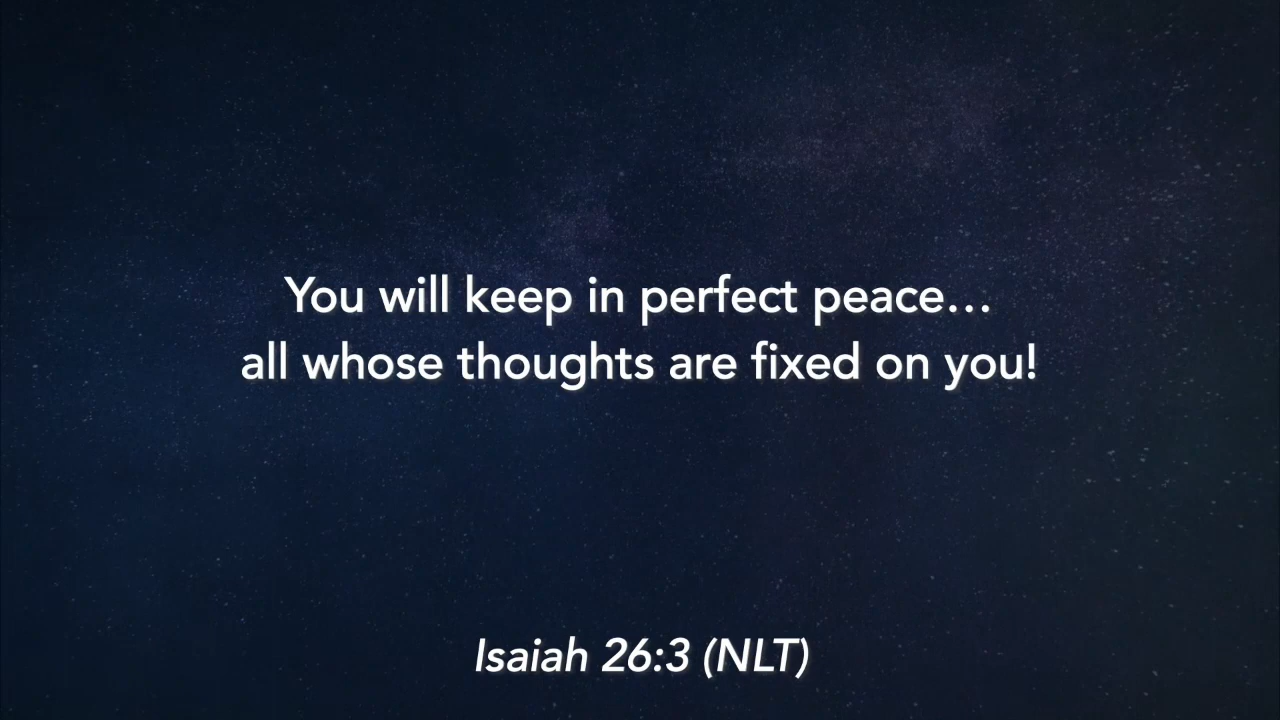 You will keep in perfect peace…
all whose thoughts are fixed on you!
Isaiah 26:3 (NLT)